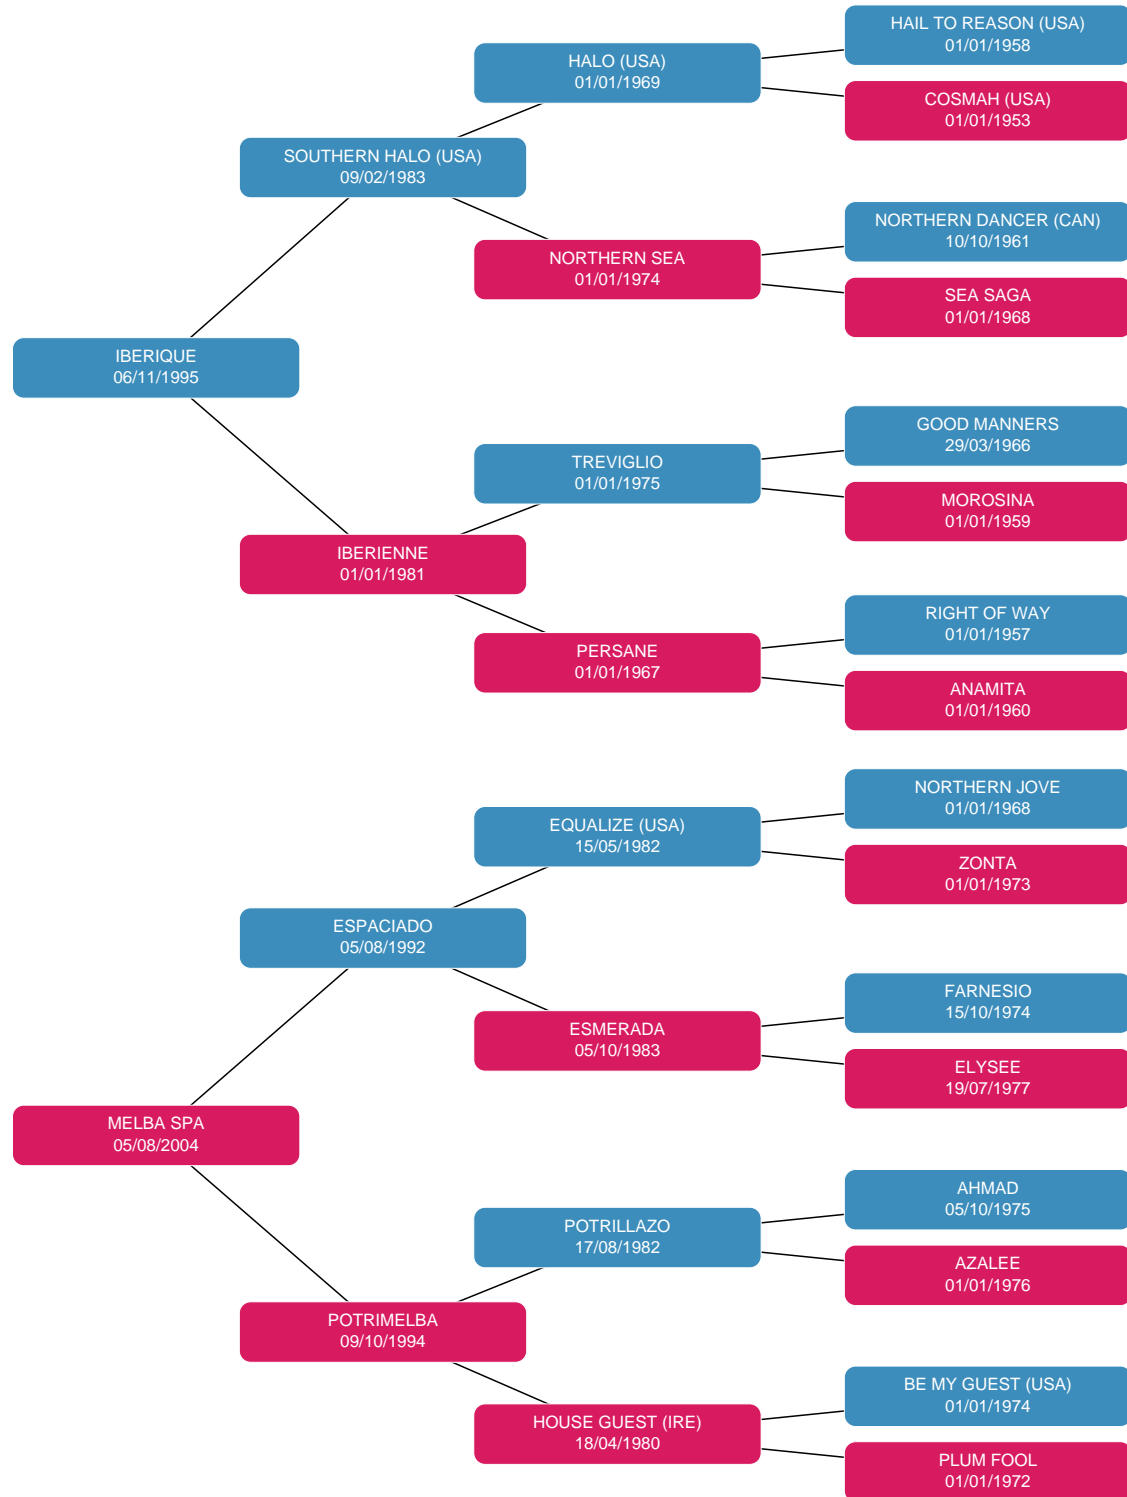 HAIL TO REASON (USA)
01/01/1958
HALO (USA)
01/01/1969
COSMAH (USA)
01/01/1953
SOUTHERN HALO (USA)
09/02/1983
NORTHERN DANCER (CAN)
10/10/1961
NORTHERN SEA
01/01/1974
SEA SAGA
01/01/1968
IBERIQUE
06/11/1995
GOOD MANNERS
29/03/1966
TREVIGLIO
01/01/1975
MOROSINA
01/01/1959
IBERIENNE
01/01/1981
RIGHT OF WAY
01/01/1957
PERSANE
01/01/1967
ANAMITA
01/01/1960
NORTHERN JOVE
01/01/1968
EQUALIZE (USA)
15/05/1982
ZONTA
01/01/1973
ESPACIADO
05/08/1992
FARNESIO
15/10/1974
ESMERADA
05/10/1983
ELYSEE
19/07/1977
MELBA SPA
05/08/2004
AHMAD
05/10/1975
POTRILLAZO
17/08/1982
AZALEE
01/01/1976
POTRIMELBA
09/10/1994
BE MY GUEST (USA)
01/01/1974
HOUSE GUEST (IRE)
18/04/1980
PLUM FOOL
01/01/1972